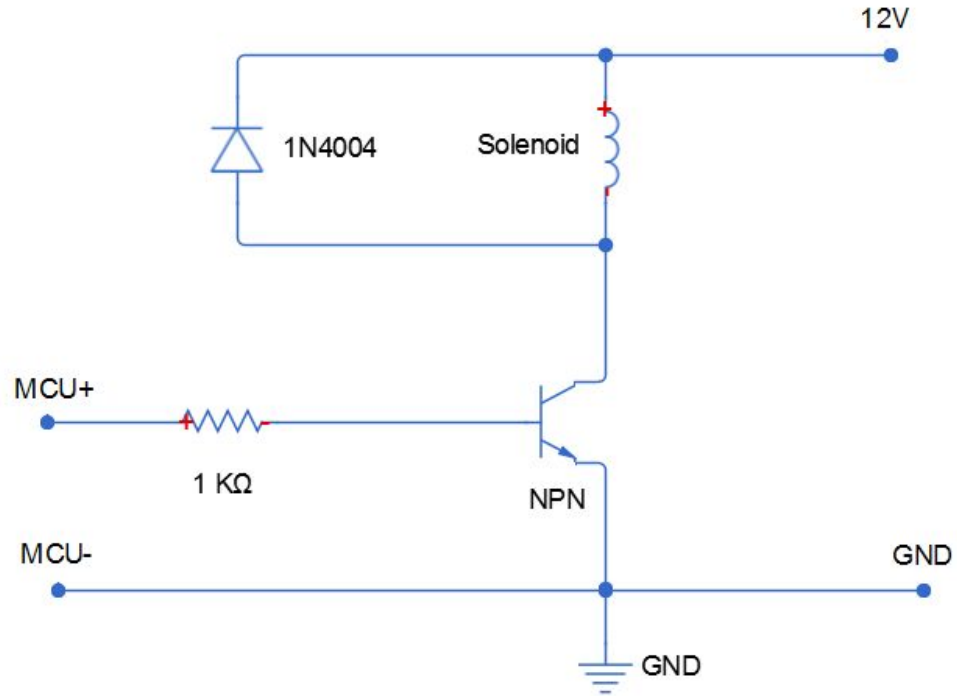 12V
1N4004
Solenoid
MCU+
1 KΩ
NPN
MCU-
GND
GND